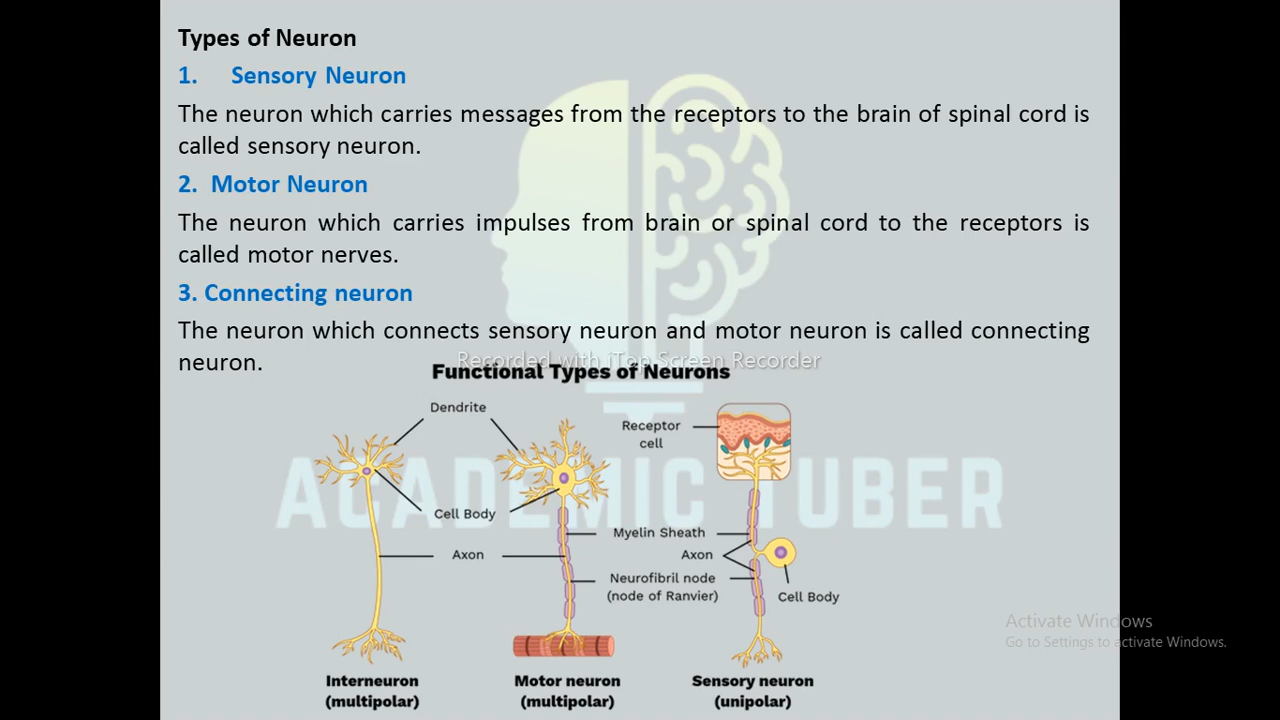 Types of Neuron
1. Sensory Neuron
The neuron which carries messages from the receptors to the brain of spinal cord is
called sensory neuron.
2. Motor Neuron
The neuron which carries impulses from brain or spinal cord to the receptors is
called motor nerves.
3. Connecting neuron
The neuron which connects sensory neuron and motor neuron is called connecting
neuron.
Recorded with iTop Screen Recorder
Functional Types of Neurons
Dendrite
Receptor
cell
ACADEMIC TUBER
Cell Body
Myelin Sheath
Axon
Axon
Neurofibril node
(node of Ranvier)
Cell Body
Activate Windows
Go to Settings to activate Windows.
Interneuron
(multipolar)
Motor neuron
(multipolar)
Sensory neuron
(unipolar)